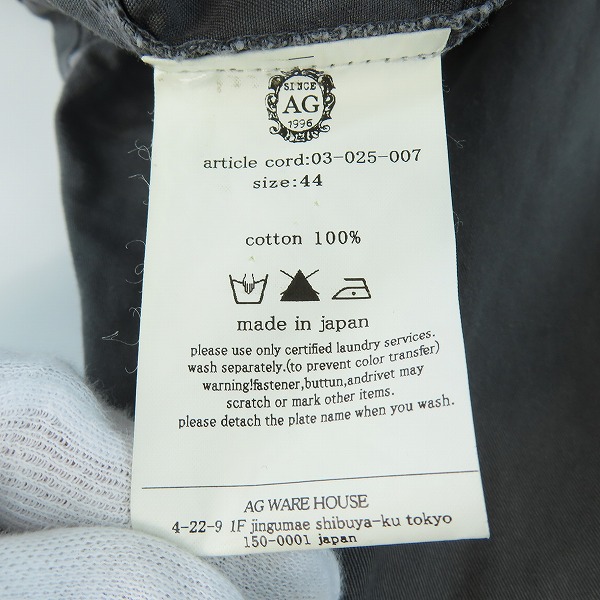 SINCE
AG
1996
article cord:03-025-007
size:44
cotton 100%
made in japan
please use only certified laundry services.
wash separately.(to prevent color transfer)
warning!fastener,buttun,andrivet may
scratch or mark other items.
please detach the plate name when you wash.
AG WARE HOUSE
4-22-9 1F jingumae shibuya-ku tokyo
150-0001 japan